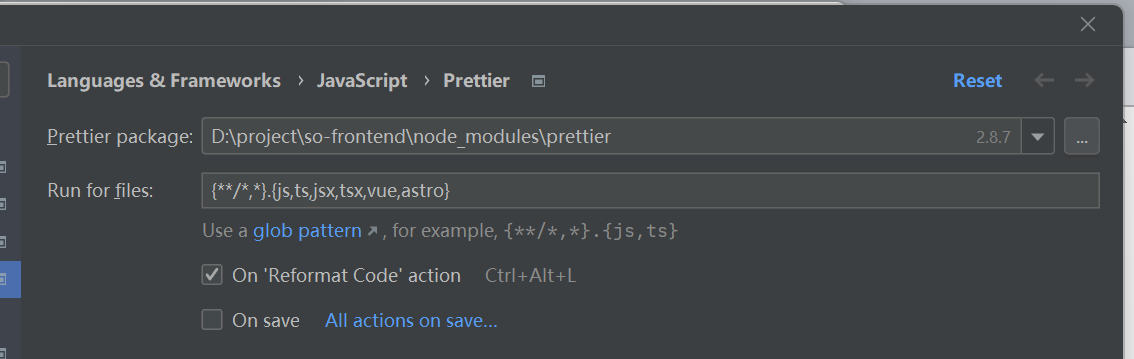 Languages & Frameworks › JavaScript › Prettier Reset
Prettier package: D:\project\so-frontend\node_modules\prettier 2.8.7 ...
Run for files: {**/*,*}.{js,ts,jsx,tsx,vue,astro}
Use a glob pattern ↗ , for example, {**/*,*}.{js,ts}
On 'Reformat Code' action Ctrl+Alt+L
On save All actions on save...